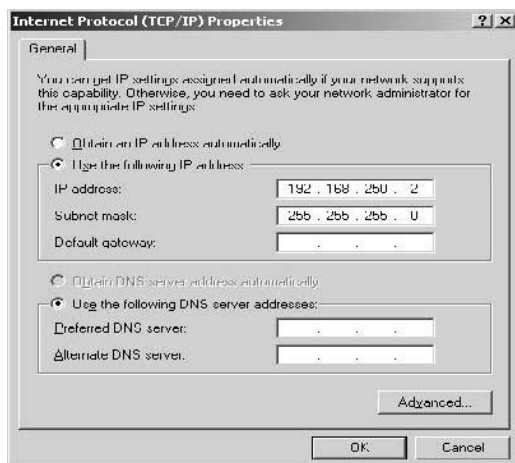 Internet Protocol (TCP/IP) Properties
General
You can get IP settings assigned automatically if your network supports
this capability. Otherwise, you need to ask your network administrator for
the appropriate IP settings.
Obtain an IP address automatically
Use the following IP address:
IP address: 192 . 168 . 250 . 2
Subnet mask: 255 . 255 . 255 . 0
Default gateway: . . .
Obtain DNS server address automatically
Use the following DNS server addresses:
Preferred DNS server: . . .
Alternate DNS server: . . .
Advanced...
OK Cancel